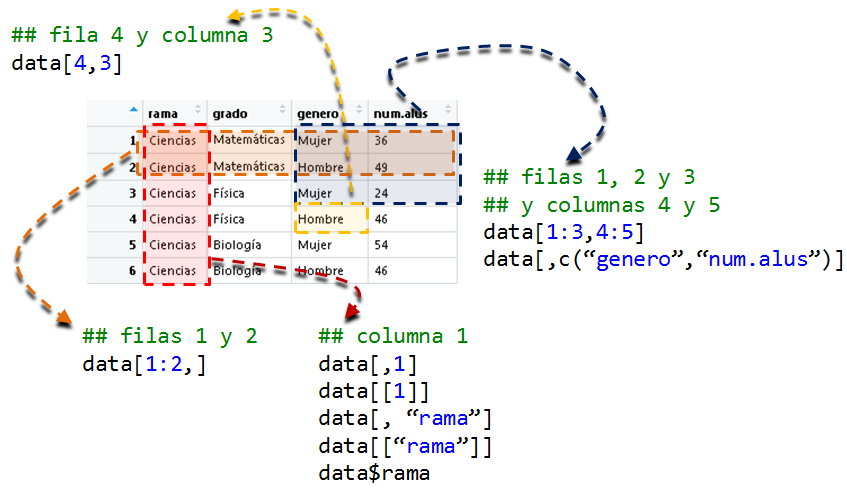 ## fila 4 y columna 3
data[4,3]
rama grado genero num.alus
1 Ciencias Matemáticas Mujer 36
2 Ciencias Matemáticas Hombre 49
3 Ciencias Física Mujer 24
4 Ciencias Física Hombre 46
5 Ciencias Biología Mujer 54
6 Ciencias Biología Hombre 46
## filas 1, 2 y 3
## y columnas 4 y 5
data[1:3,4:5]
data[,c(“genero”,“num.alus”)]
## filas 1 y 2
data[1:2,]
## columna 1
data[,1]
data[[1]]
data[, “rama”]
data[[“rama”]]
data$rama